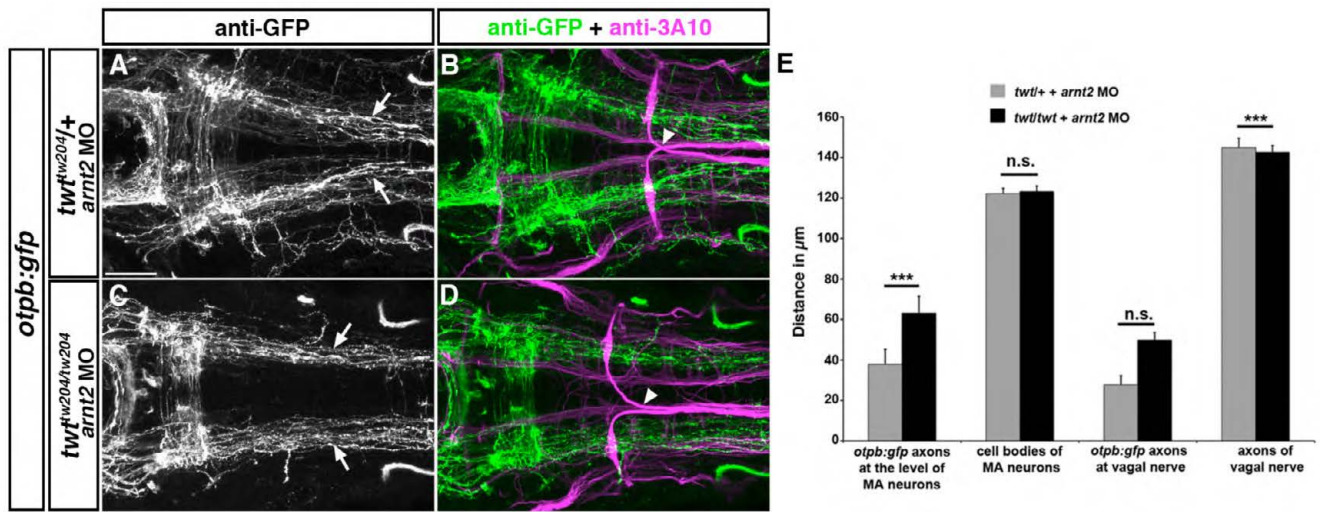 anti-GFP
anti-GFP + anti-3A10
otpb:gfp
twt^tw204/+
arnt2 MO
twt^tw204/tw204
arnt2 MO
A
B
C
D
E
twt/+ + arnt2 MO
twt/twt + arnt2 MO
Distance in µm
160
140
120
100
80
60
40
20
0
***
n.s.
n.s.
***
otpb:gfp axons
at the level of
MA neurons
cell bodies of
MA neurons
otpb:gfp axons
at vagal nerve
axons of
vagal nerve